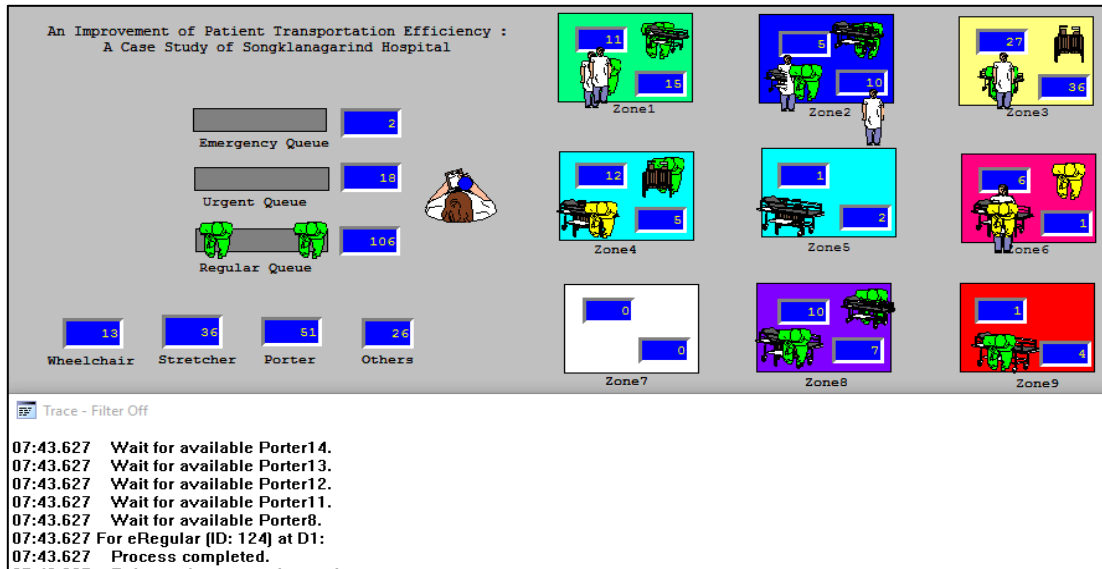 An Improvement of Patient Transportation Efficiency :
A Case Study of Songklanagarind Hospital
2
Emergency Queue
18
Urgent Queue
106
Regular Queue
13
36
51
26
Wheelchair
Stretcher
Porter
Others
11
15
Zone1
5
10
Zone2
27
36
Zone3
12
5
Zone4
1
2
Zone5
6
1
Zone6
0
0
Zone7
10
7
Zone8
1
4
Zone9
Trace - Filter Off
07:43.627 Wait for available Porter14.
07:43.627 Wait for available Porter13.
07:43.627 Wait for available Porter12.
07:43.627 Wait for available Porter11.
07:43.627 Wait for available Porter8.
07:43.627 For eRegular (ID: 124) at D1:
07:43.627 Process completed.